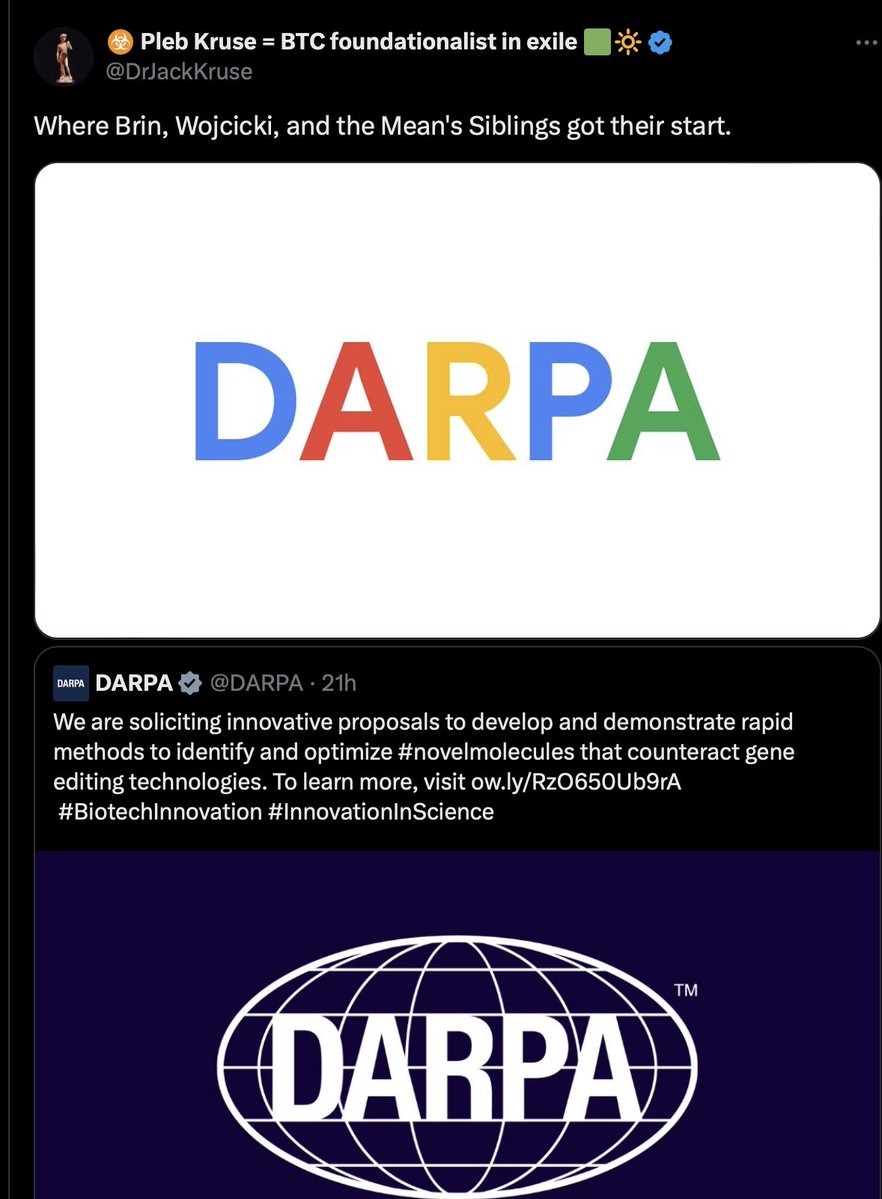 Pleb Kruse = BTC foundationalist in exile
@DrJackKruse
Where Brin, Wojcicki, and the Mean's Siblings got their start.
DARPA
DARPA DARPA @DARPA · 21h
We are soliciting innovative proposals to develop and demonstrate rapid
methods to identify and optimize #novelmolecules that counteract gene
editing technologies. To learn more, visit ow.ly/RzO650Ub9rA
#BiotechInnovation #InnovationInScience
DARPA TM